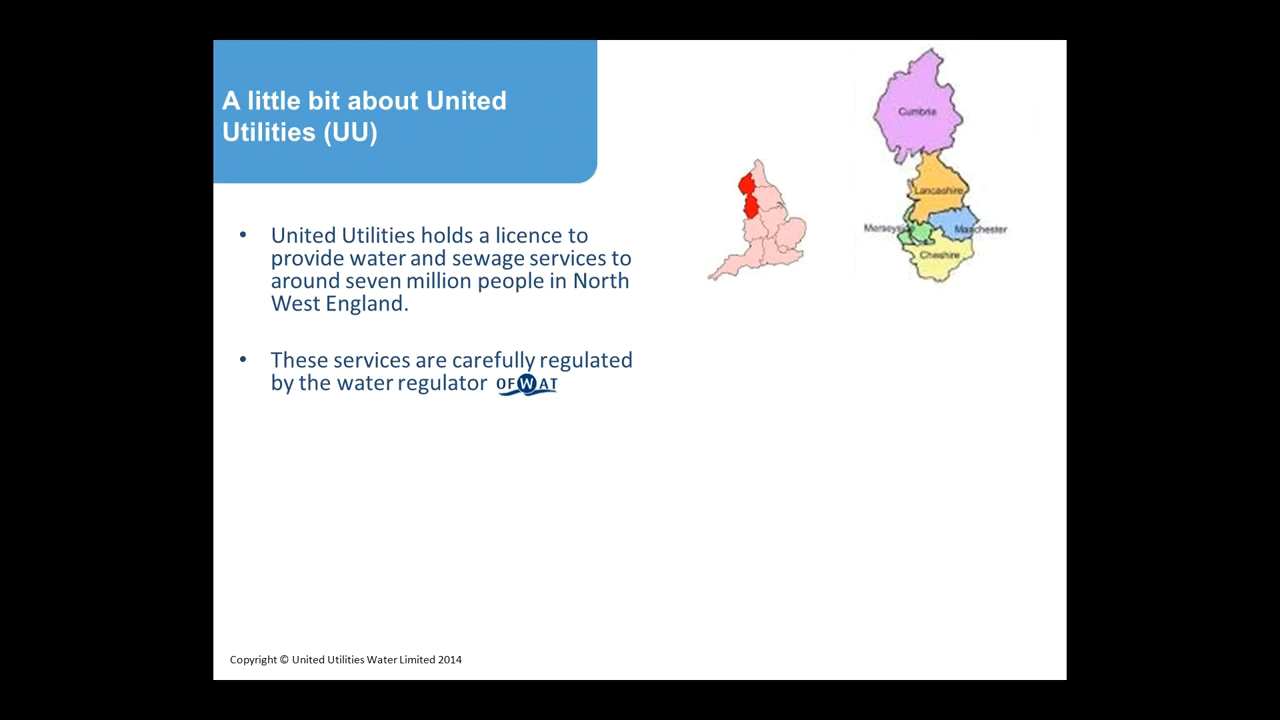 A little bit about United
Utilities (UU)
• United Utilities holds a licence to
provide water and sewage services to
around seven million people in North
West England.
• These services are carefully regulated
by the water regulator OFWAT
Cumbria
Lancashire
Merseyside
Manchester
Cheshire
Copyright © United Utilities Water Limited 2014